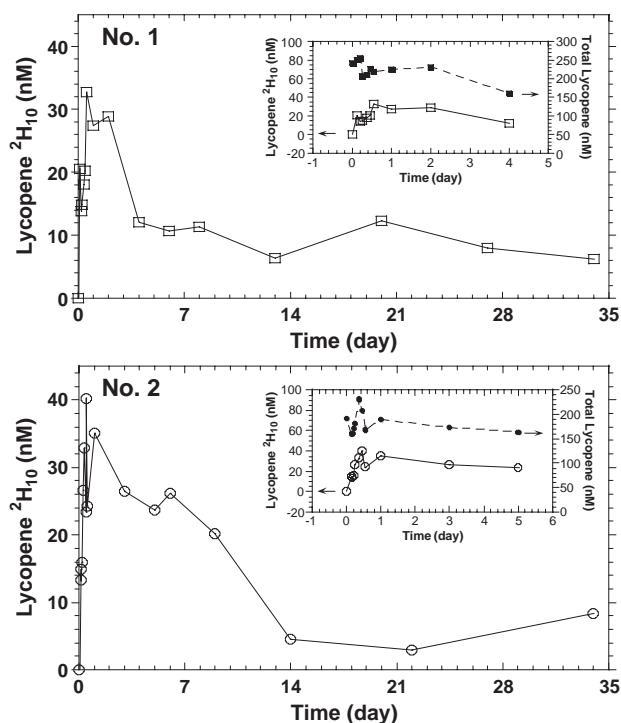 No. 1
Lycopene ²H₁₀ (nM)
40
30
20
10
0
0 7 14 21 28 35
Time (day)
Lycopene ²H₁₀ (nM)
100
80
60
40
20
0
-20
-1 0 1 2 3 4 5
Time (day)
300
250
200
150
100
50
0
Total Lycopene (nM)
No. 2
Lycopene ²H₁₀ (nM)
40
30
20
10
0
0 7 14 21 28 35
Time (day)
Lycopene ²H₁₀ (nM)
100
80
60
40
20
0
-20
-1 0 1 2 3 4 5 6
Time (day)
250
200
150
100
50
0
Total Lycopene (nM)